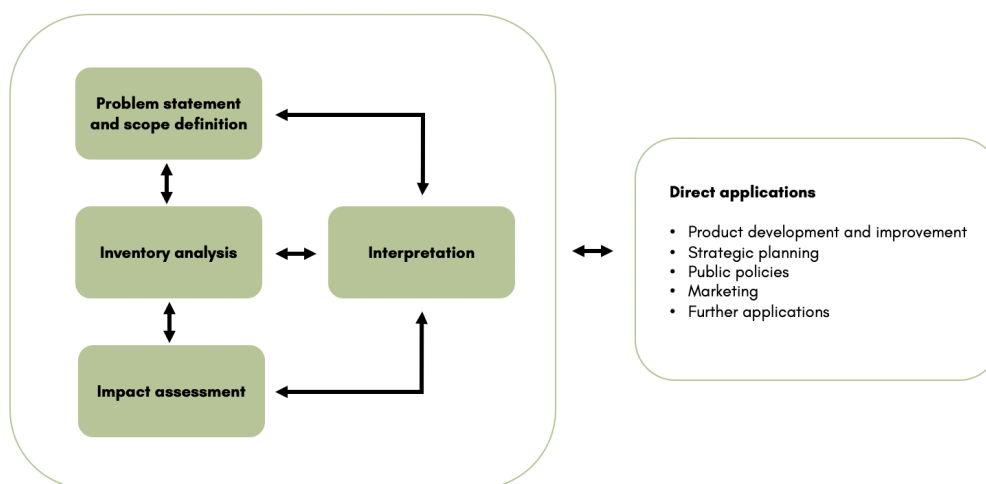 Problem statement
and scope definition
Inventory analysis
Interpretation
Impact assessment
Direct applications
• Product development and improvement
• Strategic planning
• Public policies
• Marketing
• Further applications